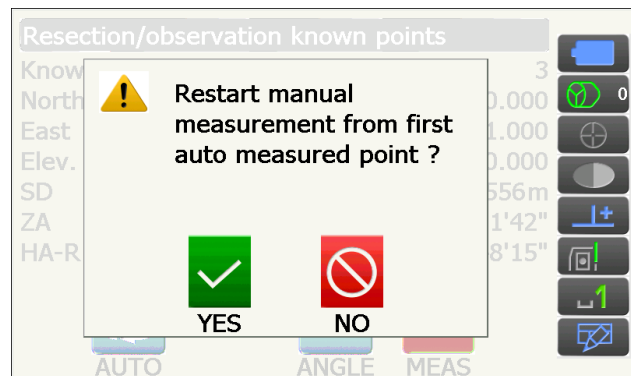 Resection/observation known points
Know 3
North 0.000
East 1.000
Elev. 0.000
SD 556m
ZA 1'42"
HA-R 8'15"
Restart manual
measurement from first
auto measured point ?
YES NO
AUTO ANGLE MEAS
0
1